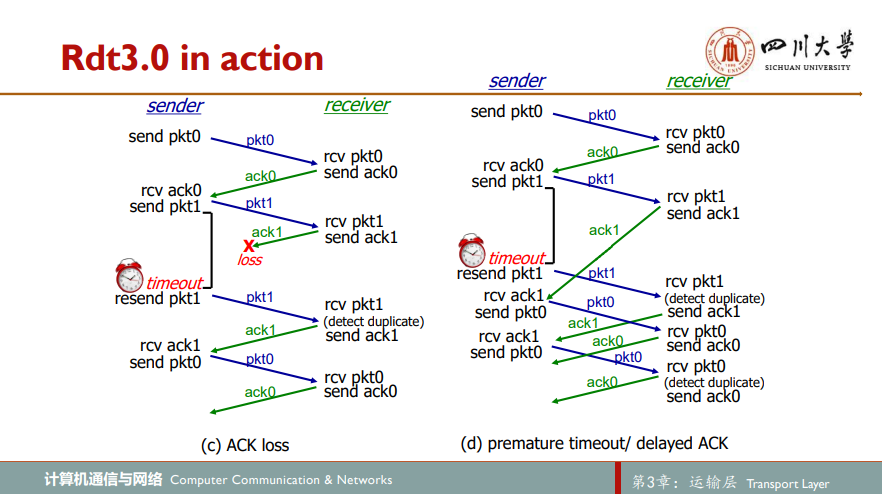 Rdt3.0 in action
四川大学
SICHUAN UNIVERSITY
sender
receiver
send pkt0
pkt0
rcv pkt0
send ack0
ack0
rcv ack0
send pkt1
pkt1
rcv pkt1
send ack1
ack1
X
loss
timeout
resend pkt1
pkt1
rcv pkt1
(detect duplicate)
send ack1
ack1
rcv ack1
send pkt0
pkt0
rcv pkt0
send ack0
ack0
(c) ACK loss
sender
receiver
send pkt0
pkt0
rcv pkt0
send ack0
ack0
rcv ack0
send pkt1
pkt1
rcv pkt1
send ack1
ack1
timeout
resend pkt1
pkt1
rcv pkt1
(detect duplicate)
send ack1
rcv ack1
send pkt0
pkt0
ack1
rcv pkt0
send ack0
rcv ack1
send pkt0
ack0
pkt0
rcv pkt0
(detect duplicate)
send ack0
ack0
(d) premature timeout/ delayed ACK
计算机通信与网络 Computer Communication & Networks
第3章：运输层 Transport Layer